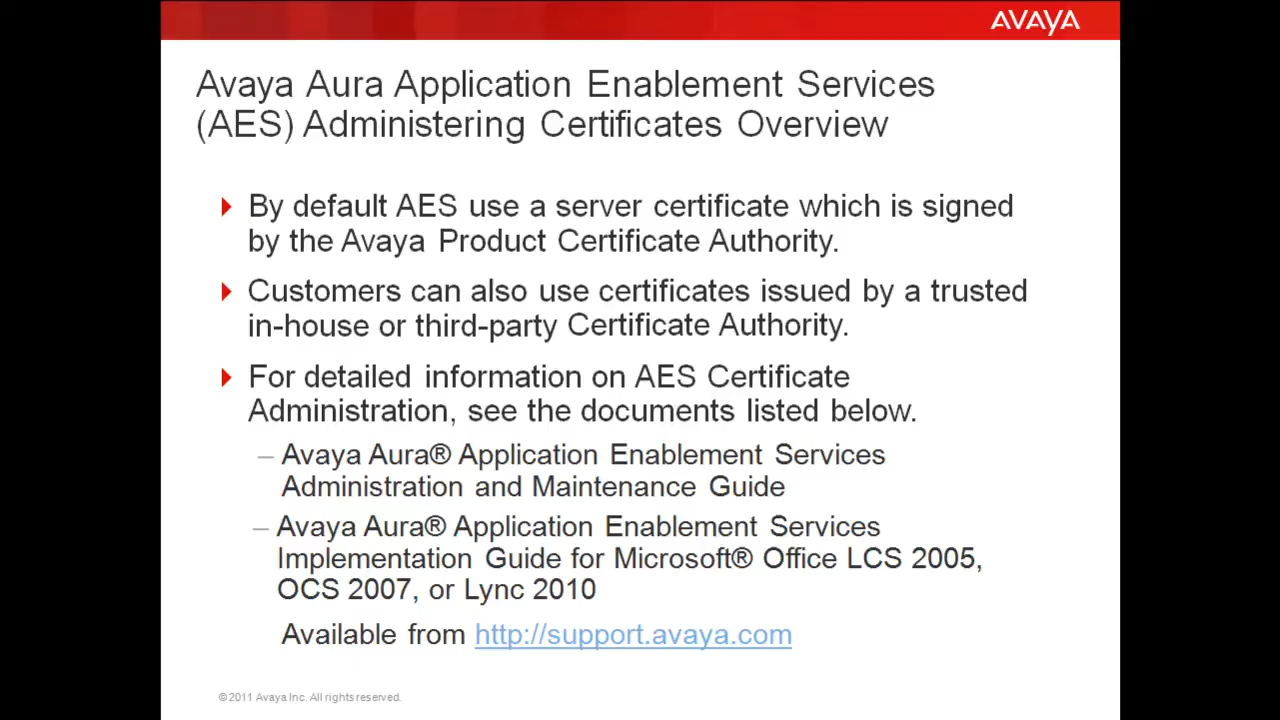 AVAYA
Avaya Aura Application Enablement Services
(AES) Administering Certificates Overview
By default AES use a server certificate which is signed
by the Avaya Product Certificate Authority.
Customers can also use certificates issued by a trusted
in-house or third-party Certificate Authority.
For detailed information on AES Certificate
Administration, see the documents listed below.
– Avaya Aura® Application Enablement Services
Administration and Maintenance Guide
– Avaya Aura® Application Enablement Services
Implementation Guide for Microsoft® Office LCS 2005,
OCS 2007, or Lync 2010
Available from http://support.avaya.com
© 2011 Avaya Inc. All rights reserved.